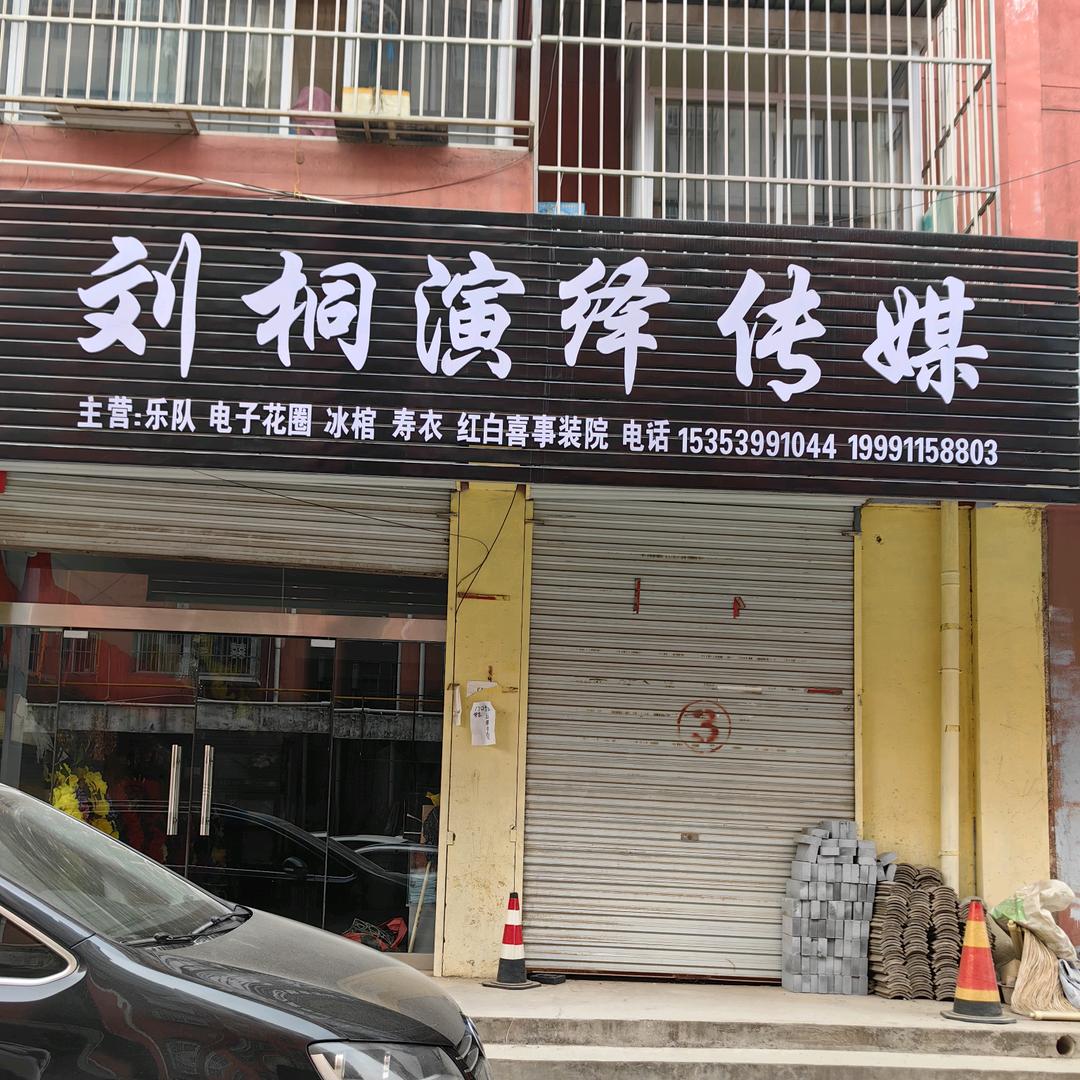 刘桐演绎传媒
主营:乐队 电子花圈 冰棺 寿衣 红白喜事装院 电话 15353991044 19991158803
3